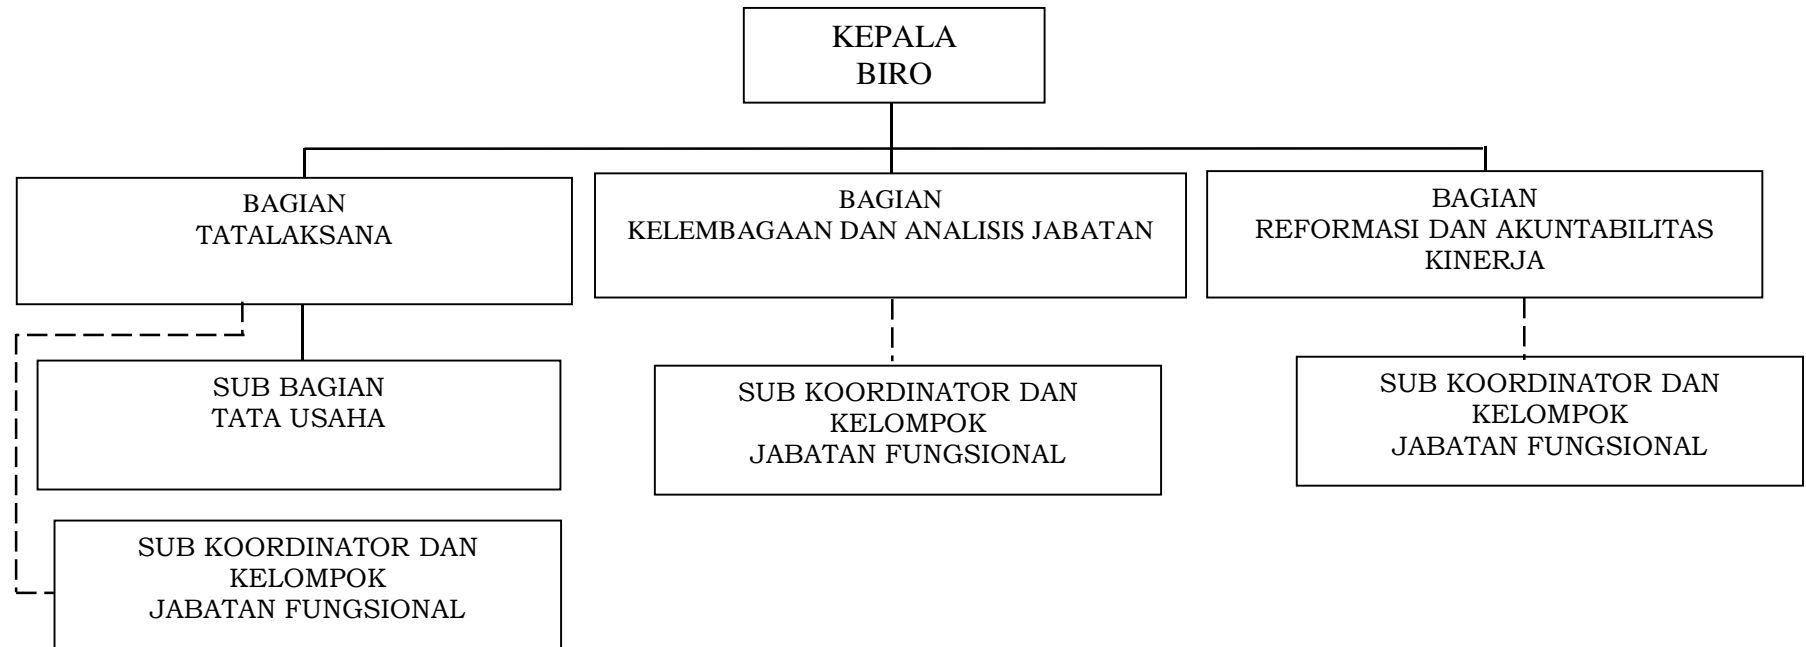 KEPALA
BIRO
BAGIAN
TATALAKSANA
BAGIAN
KELEMBAGAAN DAN ANALISIS JABATAN
BAGIAN
REFORMASI DAN AKUNTABILITAS
KINERJA
SUB BAGIAN
TATA USAHA
SUB KOORDINATOR DAN
KELOMPOK
JABATAN FUNGSIONAL
SUB KOORDINATOR DAN
KELOMPOK
JABATAN FUNGSIONAL
SUB KOORDINATOR DAN
KELOMPOK
JABATAN FUNGSIONAL